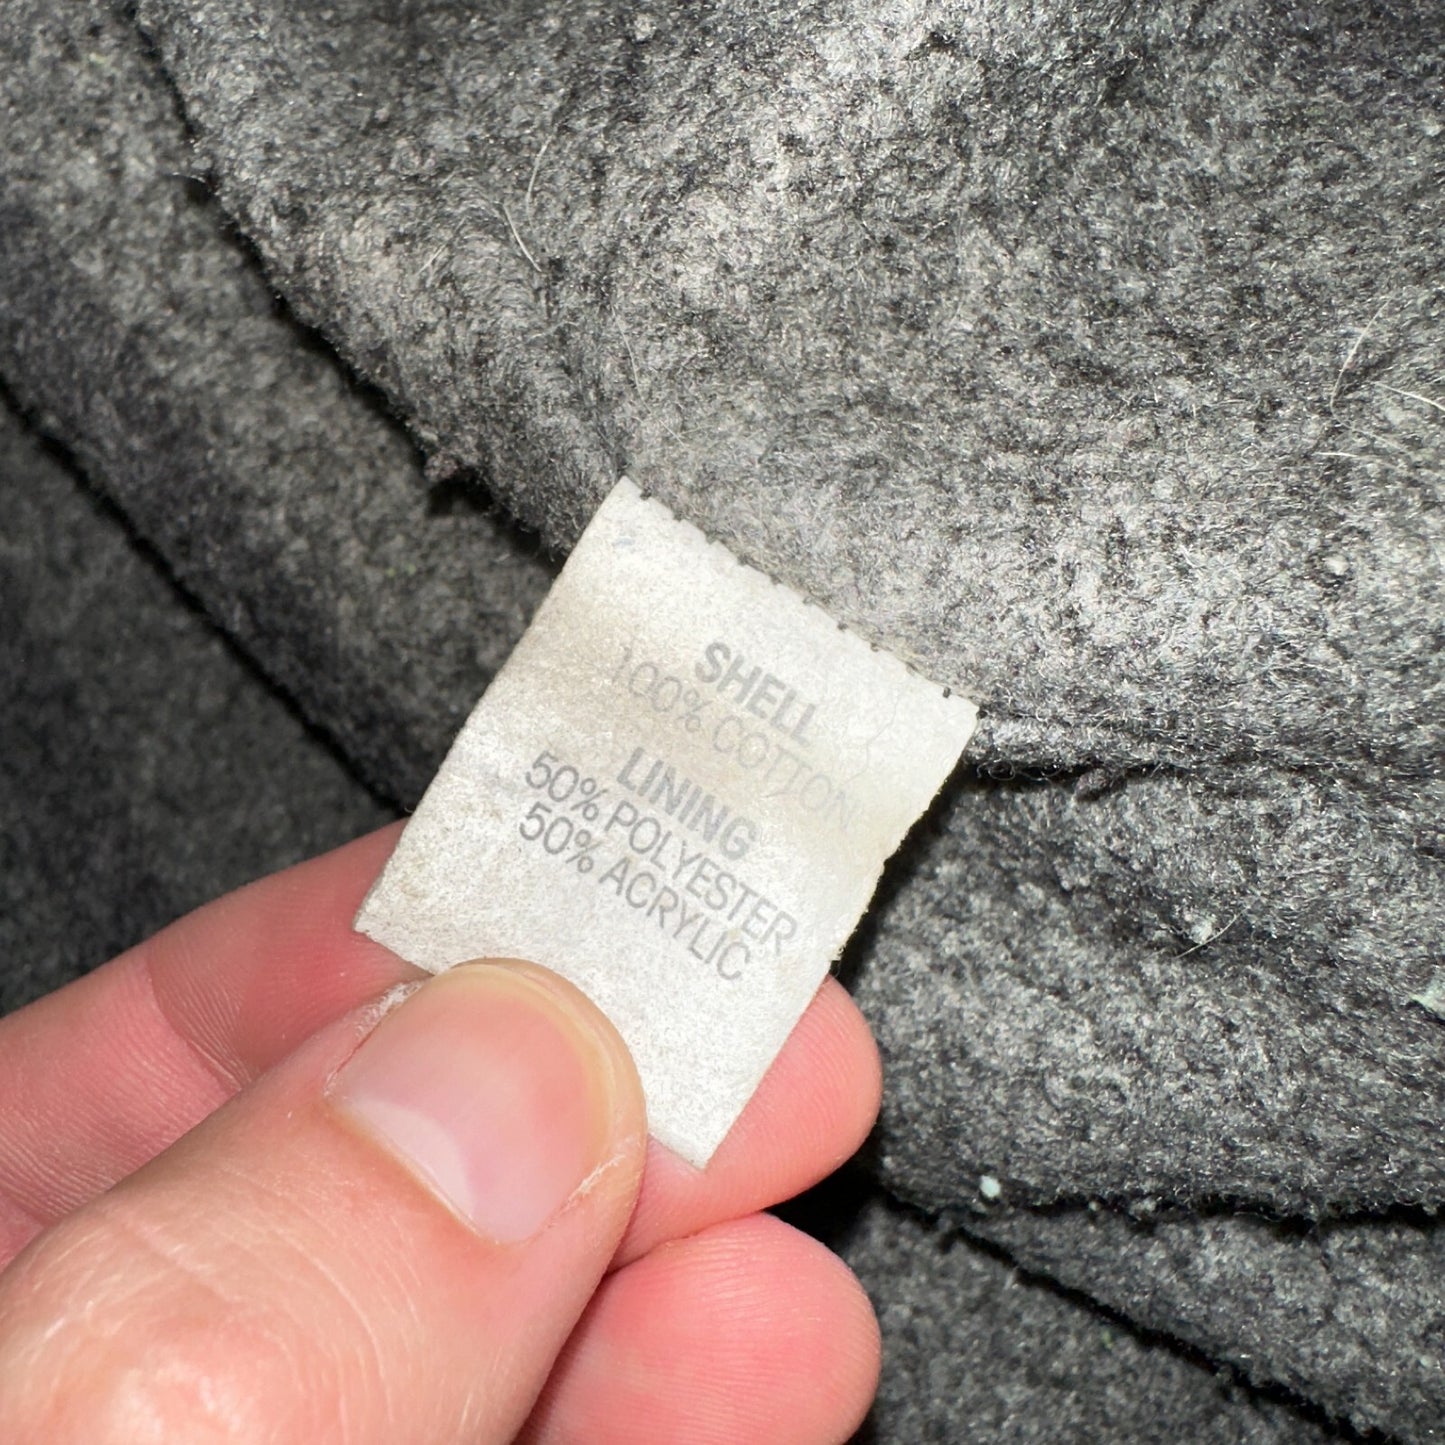 SHELL
100% COTTON
LINING
50% POLYESTER
50% ACRYLIC